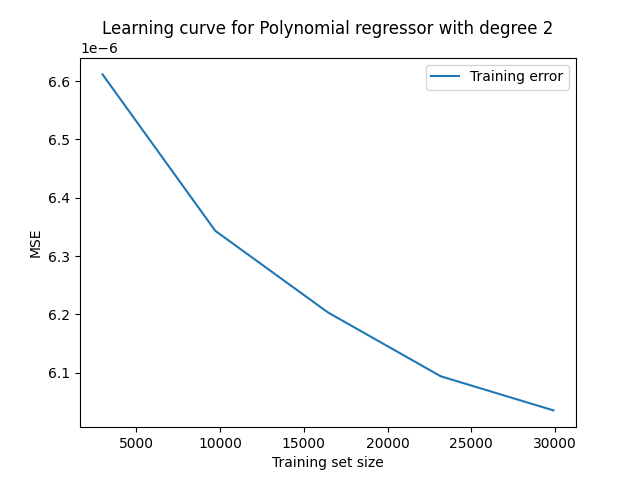 Learning curve for Polynomial regressor with degree 2
1e−6
Training error
6.6
6.5
6.4
6.3
6.2
6.1
MSE
5000 10000 15000 20000 25000 30000
Training set size